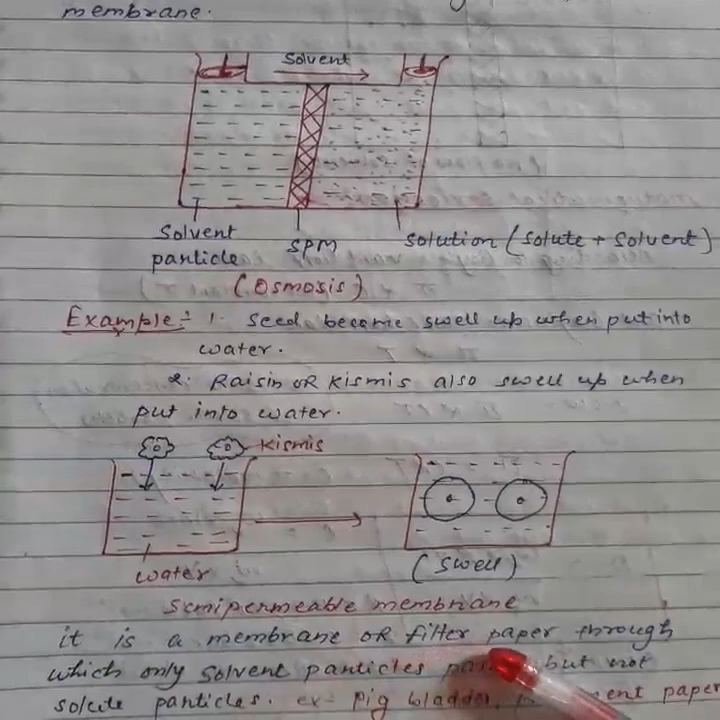 membrane.
Solvent
Solvent particle
SPM
solution (solute + solvent)
(Osmosis)
Example:- 1. Seed became swell up when put into
water.
2. Raisin OR Kismis also swell up when
put into water.
Kismis
water
(swell)
Semipermeable membrane
it is a membrane OR filter paper through
which only solvent particles but not
solute particles. ex- Pig bladder, paper